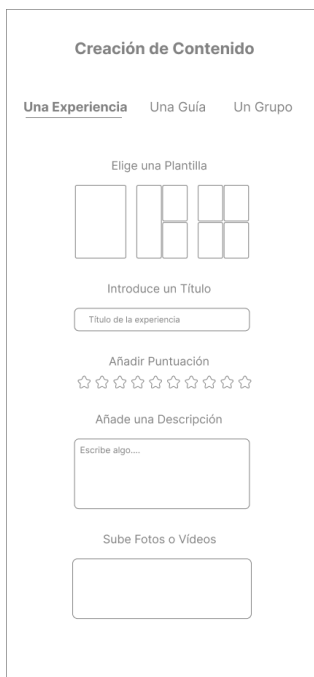 Creación de Contenido
Una Experiencia Una Guía Un Grupo
Elige una Plantilla
Introduce un Título
Título de la experiencia
Añadir Puntuación
Añade una Descripción
Escribe algo....
Sube Fotos o Vídeos